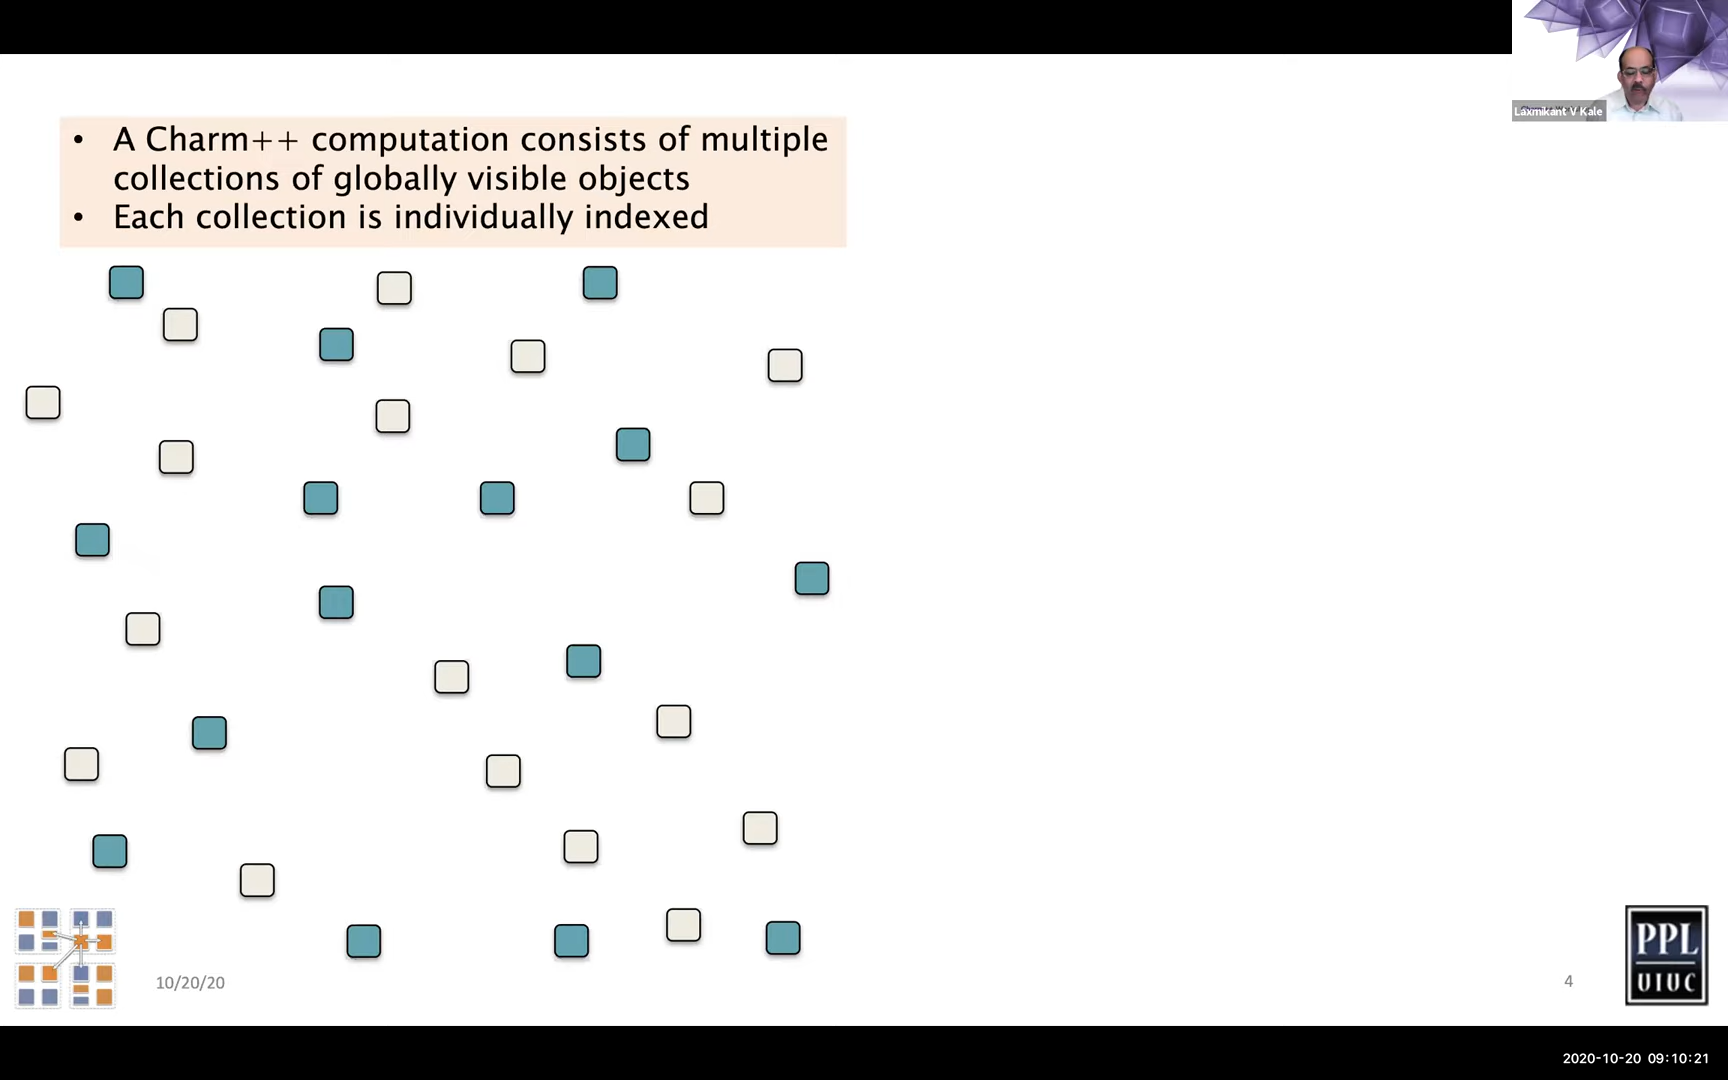 Laxmikant V Kale
• A Charm++ computation consists of multiple
collections of globally visible objects
• Each collection is individually indexed
10/20/20
4
PPL
UIUC
2020-10-20 09:10:21